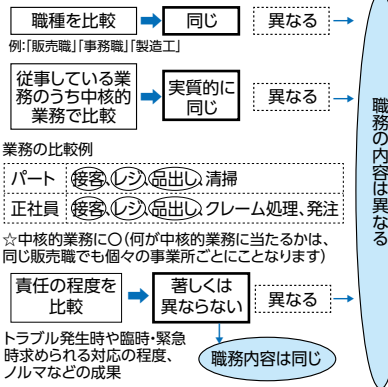 職種を比較
同じ
異なる
例:「販売職」「事務職」「製造工」
従事している業
務のうち中核的
業務で比較
実質的に
同じ
異なる
職務の内容は異なる
業務の比較例
パート 接客、レジ、品出し、清掃
正社員 接客、レジ、品出し、クレーム処理、発注
☆中核的業務に○(何が中核的業務に当たるかは、
同じ販売職でも個々の事業所ごとにことなります)
責任の程度を
比較
著しくは
異ならない
異なる
トラブル発生時や臨時・緊急
時求められる対応の程度、
ノルマなどの成果
職務内容は同じ